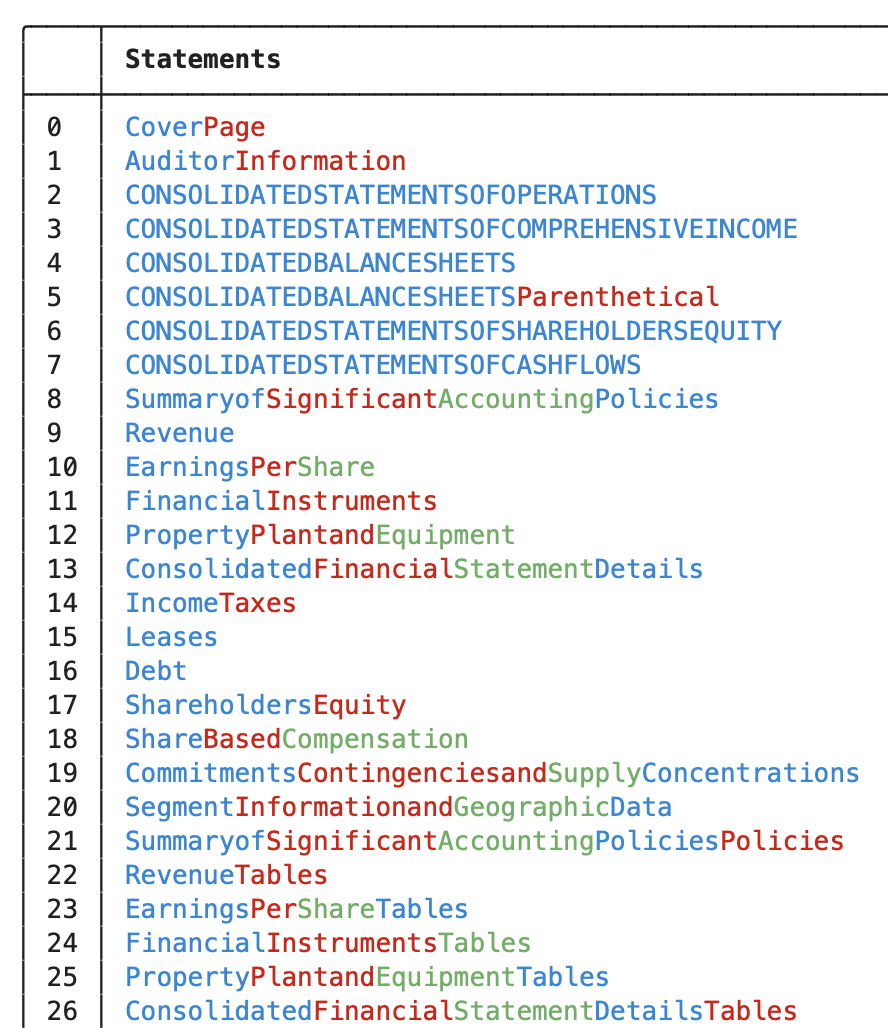 Statements
0 CoverPage
1 AuditorInformation
2 CONSOLIDATEDSTATEMENTSOFOPERATIONS
3 CONSOLIDATEDSTATEMENTSOFCOMPREHENSIVEINCOME
4 CONSOLIDATEDBALANCESHEETS
5 CONSOLIDATEDBALANCESHEETSParenthetical
6 CONSOLIDATEDSTATEMENTSOFSHAREHOLDERSEQUITY
7 CONSOLIDATEDSTATEMENTSOFCASHFLOWS
8 SummaryofSignificantAccountingPolicies
9 Revenue
10 EarningsPerShare
11 FinancialInstruments
12 PropertyPlantandEquipment
13 ConsolidatedFinancialStatementDetails
14 IncomeTaxes
15 Leases
16 Debt
17 ShareholdersEquity
18 ShareBasedCompensation
19 CommitmentsContingenciesandSupplyConcentrations
20 SegmentInformationandGeographicData
21 SummaryofSignificantAccountingPoliciesPolicies
22 RevenueTables
23 EarningsPerShareTables
24 FinancialInstrumentsTables
25 PropertyPlantandEquipmentTables
26 ConsolidatedFinancialStatementDetailsTables